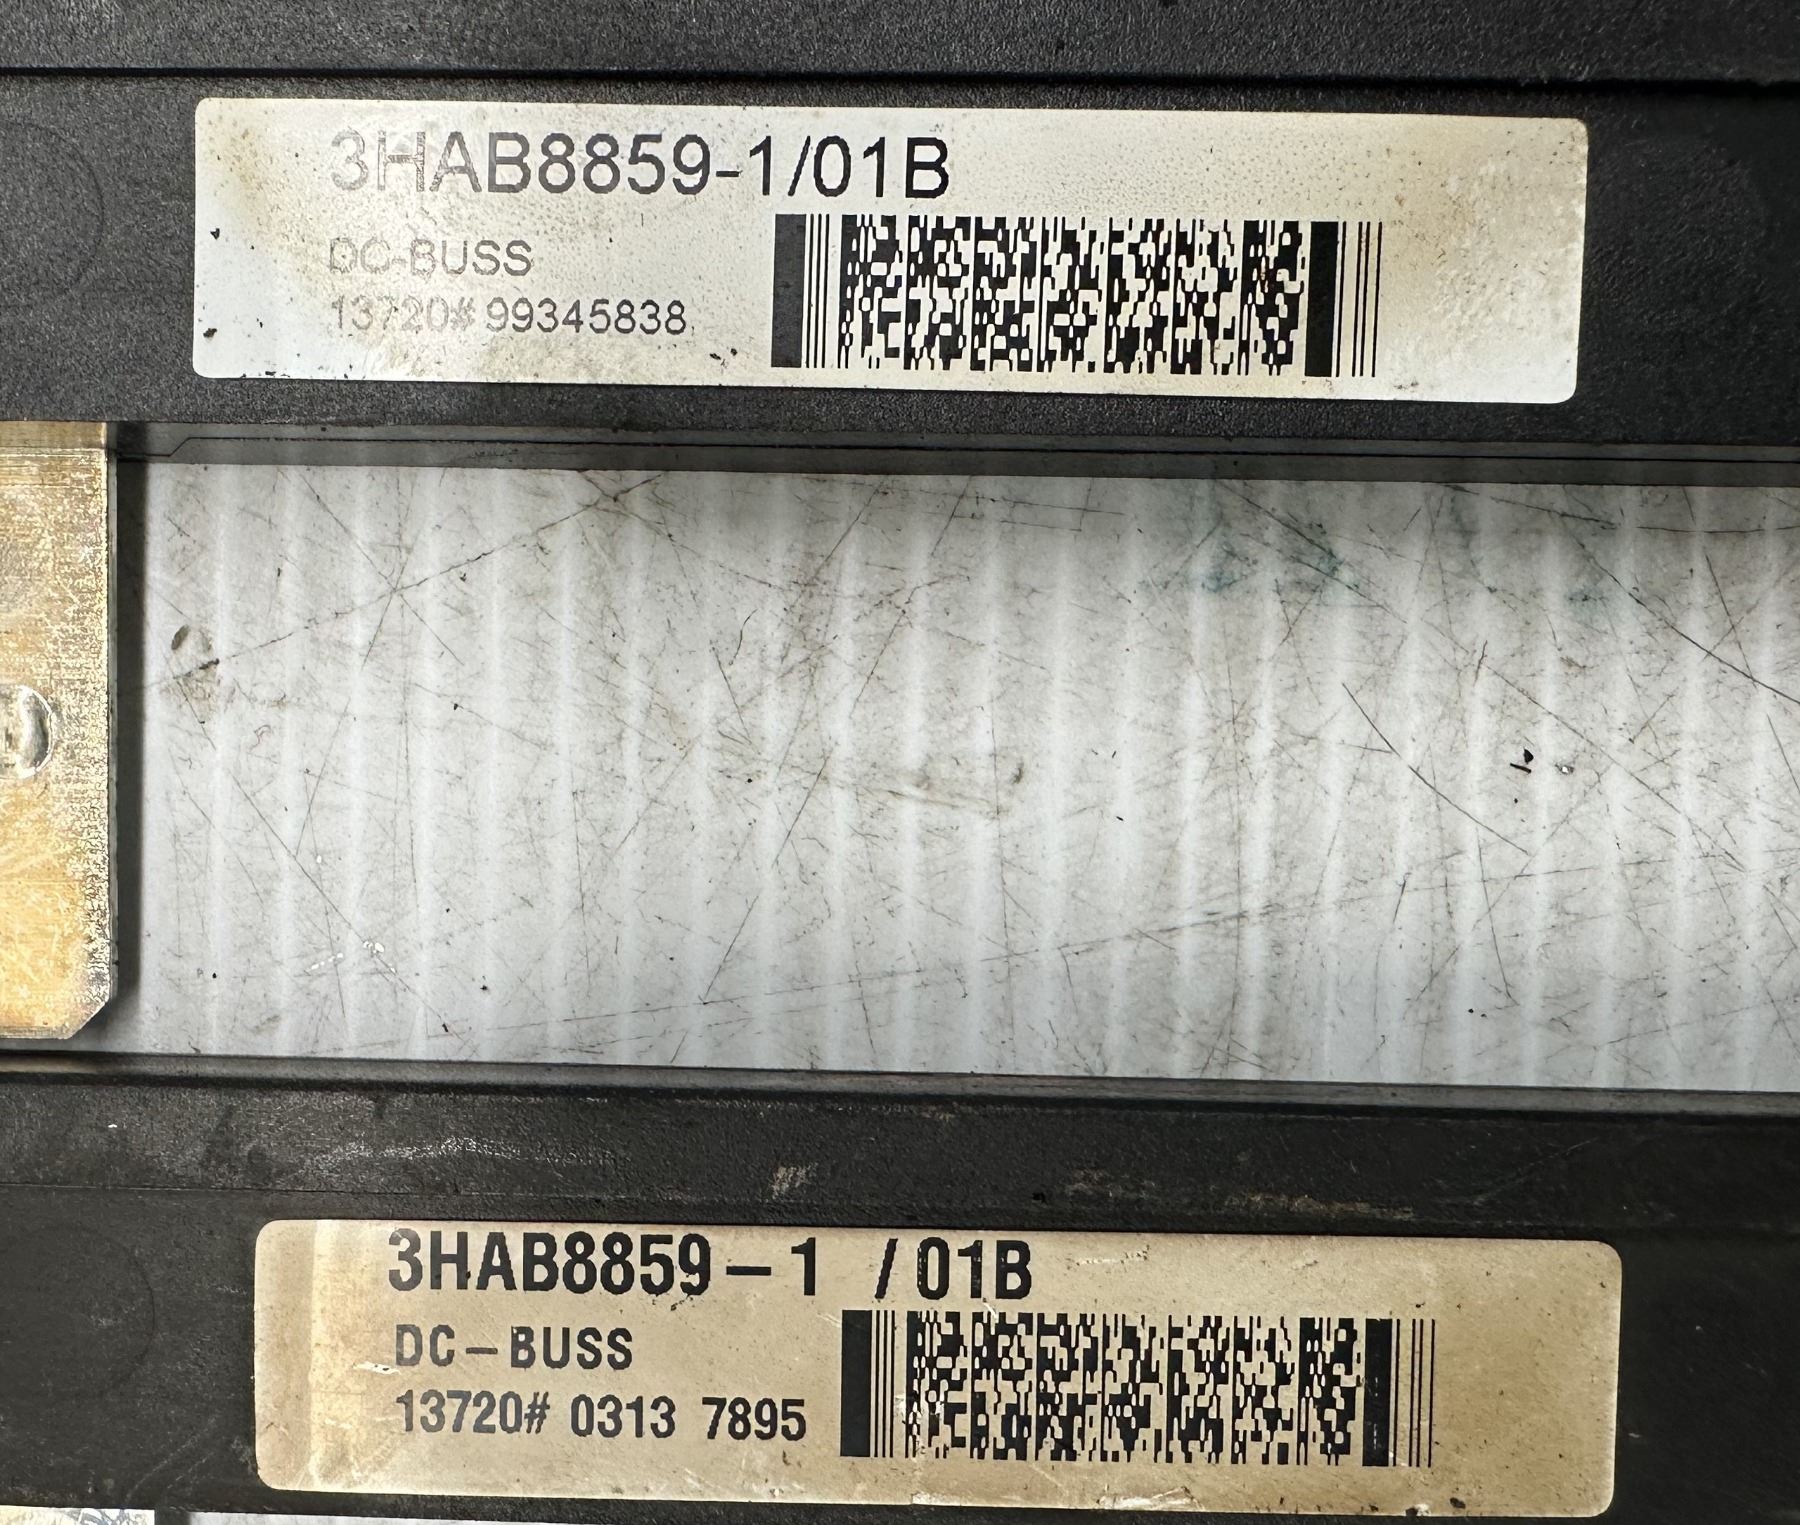 3HAB8859-1/01B
DC-BUSS
13720# 99345838
3HAB8859-1 /01B
DC-BUSS
13720# 0313 7895